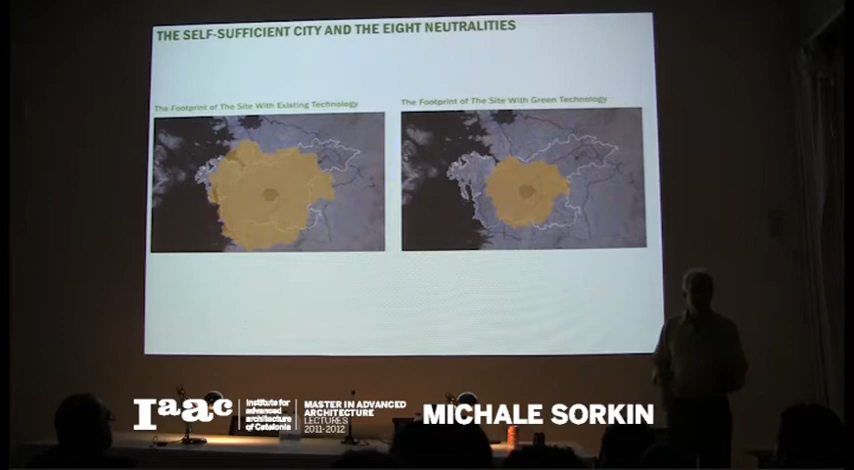 THE SELF-SUFFICIENT CITY AND THE EIGHT NEUTRALITIES
The Footprint of The Site With Existing Technology
The Footprint of The Site With Green Technology
Iaac
Institute for
advanced
architecture
of Catalonia
MASTER IN ADVANCED
ARCHITECTURE
LECTURES
2011-2012
MICHALE SORKIN